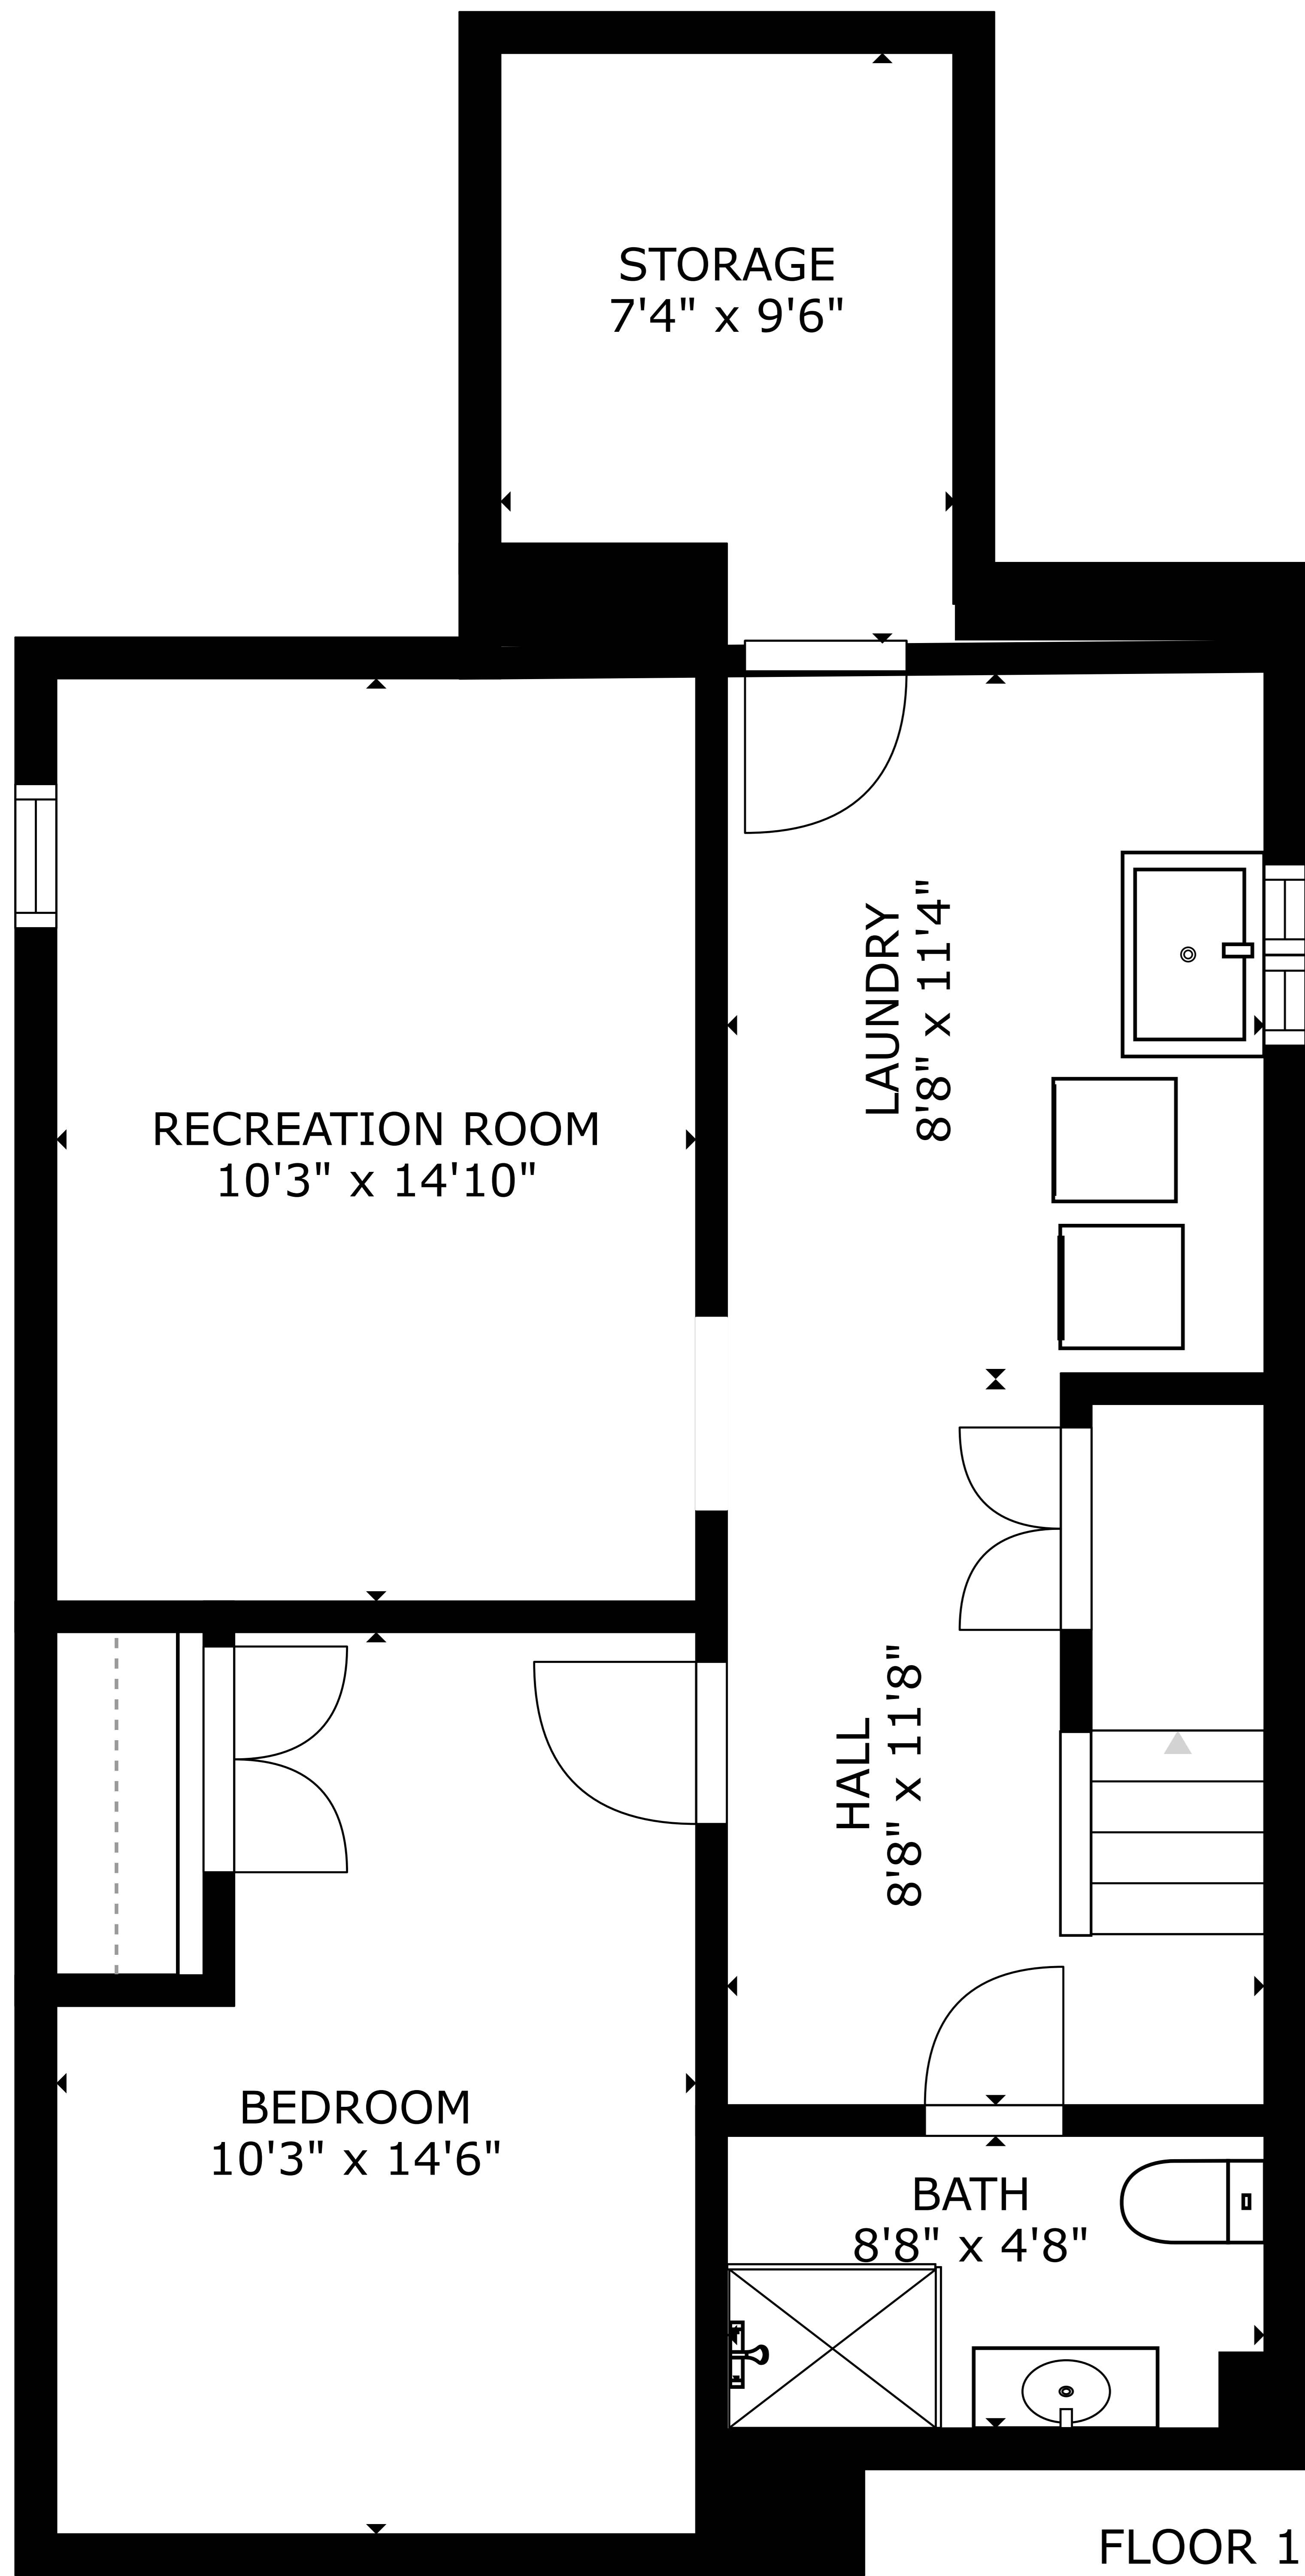 STORAGE
7'4" x 9'6"
LAUNDRY
8'8" x 11'4"
RECREATION ROOM
10'3" x 14'10"
HALL
8'8" x 11'8"
BEDROOM
10'3" x 14'6"
BATH
8'8" x 4'8"
FLOOR 1